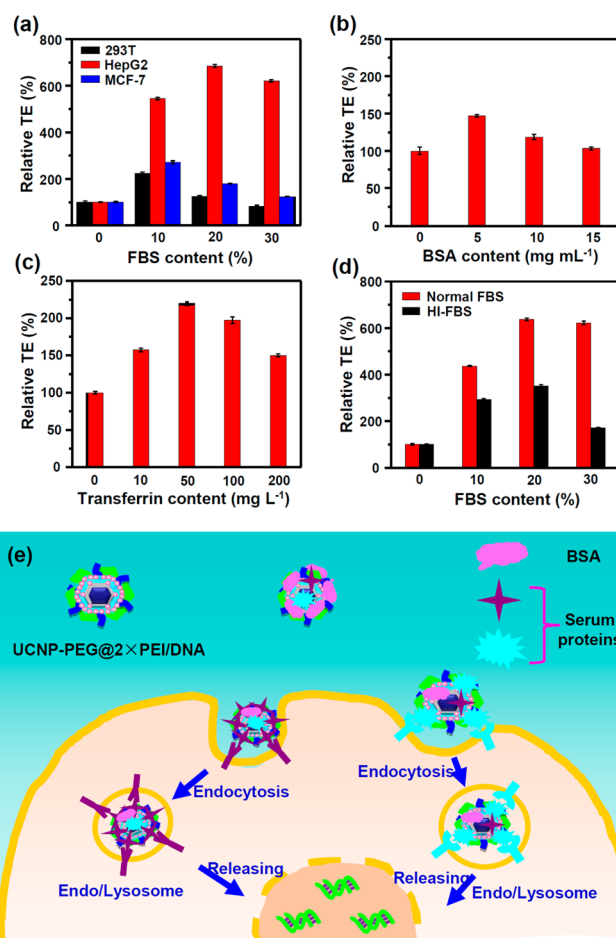 (a)
Relative TE (%)
800
600
400
200
0
293T
HepG2
MCF-7
0 10 20 30
FBS content (%)
(b)
Relative TE (%)
250
200
150
100
50
0
0 5 10 15
BSA content (mg mL-1)
(c)
Relative TE (%)
250
200
150
100
50
0
0 10 50 100 200
Transferrin content (mg L-1)
(d)
Relative TE (%)
800
600
400
200
0
Normal FBS
HI-FBS
0 10 20 30
FBS content (%)
(e)
BSA
Serum
proteins
UCNP-PEG@2×PEI/DNA
Endocytosis
Endocytosis
Releasing
Releasing
Endo/Lysosome
Endo/Lysosome